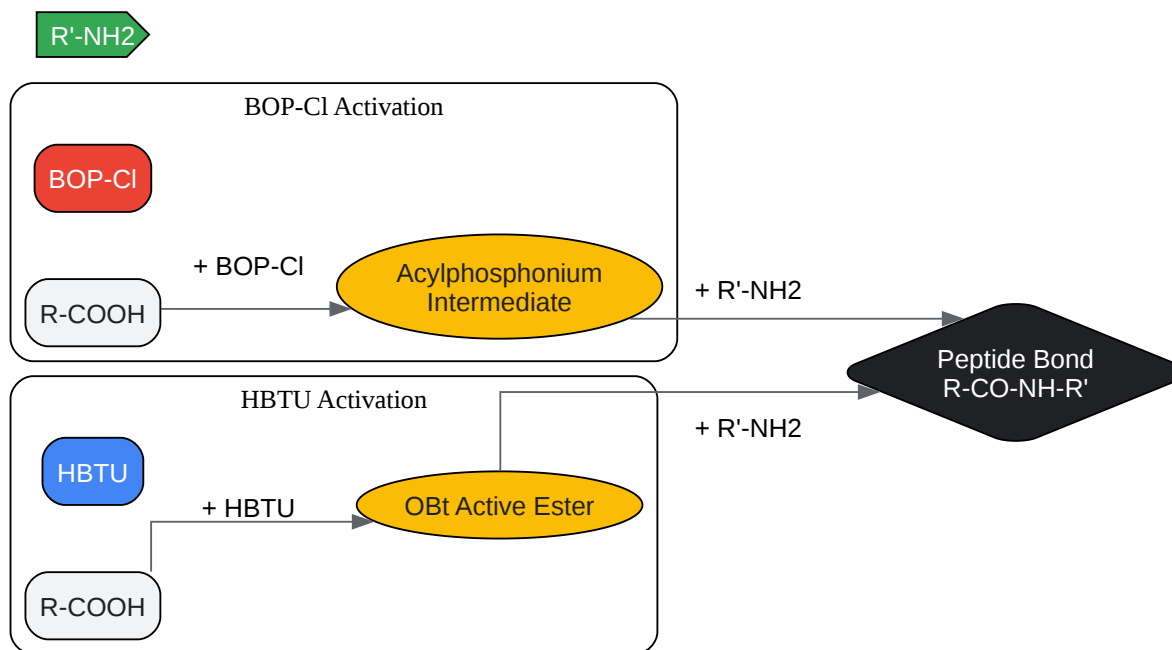 R'-NH2
BOP-Cl Activation
BOP-Cl
+ BOP-Cl
Acylphosphonium
Intermediate
R-COOH
+ R'-NH2
Peptide Bond
R-CO-NH-R'
HBTU Activation
+ R'-NH2
HBTU
+ HBTU
OBt Active Ester
R-COOH